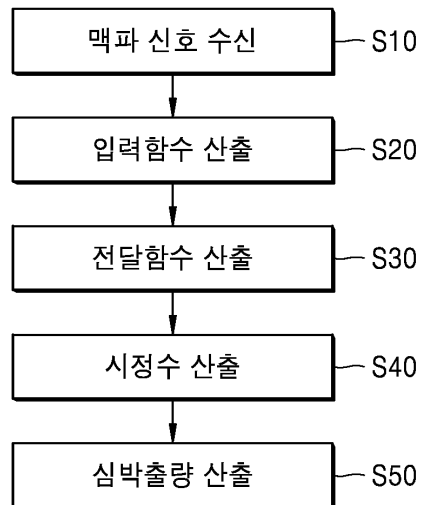 맥파 신호 수신 S10
입력함수 산출 S20
전달함수 산출 S30
시정수 산출 S40
심박출량 산출 S50